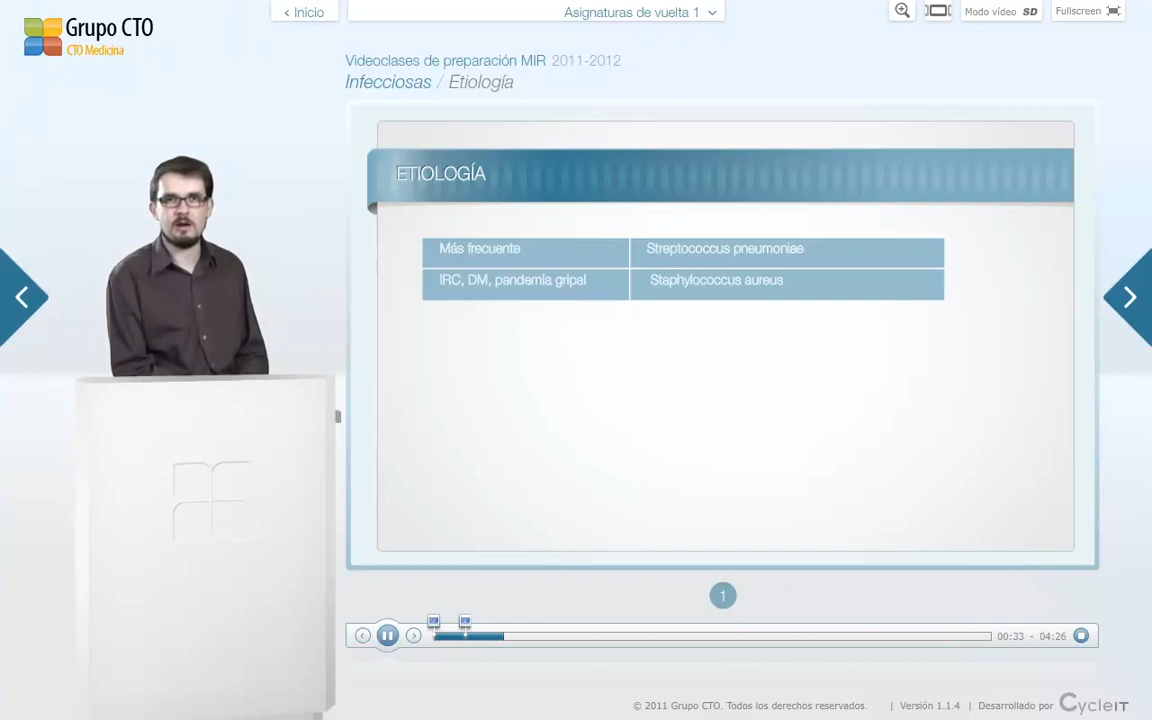 Grupo CTO
CTO Medicina
‹ Inicio
Asignaturas de vuelta 1
Modo vídeo SD
Fullscreen
Videoclases de preparación MIR 2011-2012
Infecciosas / Etiología
ETIOLOGÍA
Más frecuente
Streptococcus pneumoniae
IRC, DM, pandemia gripal
Staphylococcus aureus
1
00:33 - 04:26
© 2011 Grupo CTO. Todos los derechos reservados. | Versión 1.1.4 | Desarrollado por CycleIT